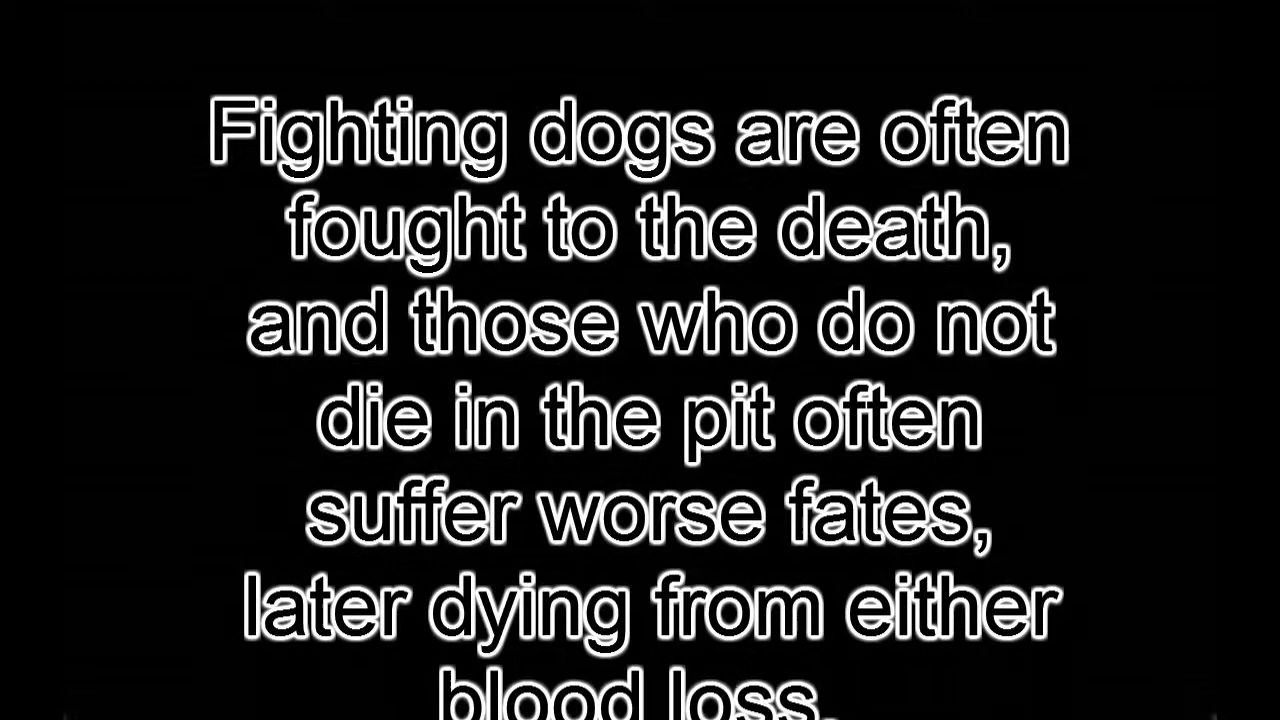 Fighting dogs are often
fought to the death,
and those who do not
die in the pit often
suffer worse fates,
later dying from either
blood loss,